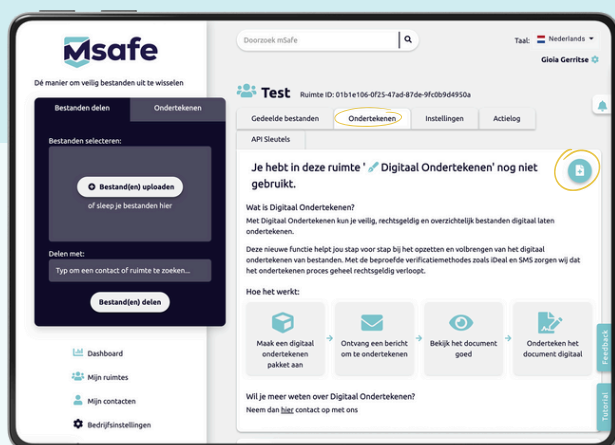 Msafe
Dé manier om veilig bestanden uit te wisselen
Bestanden delen
Ondertekenen
Bestanden selecteren:
Bestand(en) uploaden
of sleep je bestanden hier
Delen met:
Typ om een contact of ruimte te zoeken...
Bestand(en) delen
Dashboard
Mijn ruimtes
Mijn contacten
Bedrijfsinstellingen
Doorzoek mSafe
Taal: Nederlands
Gioia Gerritse
Test Ruimte ID: 01b1e106-0f25-47ad-87de-9fc0b9d4950a
Gedeelde bestanden
Ondertekenen
Instellingen
Actielog
API Sleutels
Je hebt in deze ruimte ' Digitaal Ondertekenen' nog niet
gebruikt.
Wat is Digitaal Ondertekenen?
Met Digitaal Ondertekenen kun je veilig, rechtsgeldig en overzichtelijk bestanden digitaal laten
ondertekenen.
Deze nieuwe functie helpt jou stap voor stap bij het opzetten en volbrengen van het digitaal
ondertekenen van bestanden. Met de beproefde verificatiemethodes zoals iDeal en SMS zorgen wij dat
het ondertekenen proces geheel rechtsgeldig verloopt.
Hoe het werkt:
Maak een digitaal
ondertekenen
pakket aan
Ontvang een bericht
om te ondertekenen
Bekijk het document
goed
Onderteken het
document digitaal
Wil je meer weten over Digitaal Ondertekenen?
Neem dan hier contact op met ons
Feedback
Tutorial